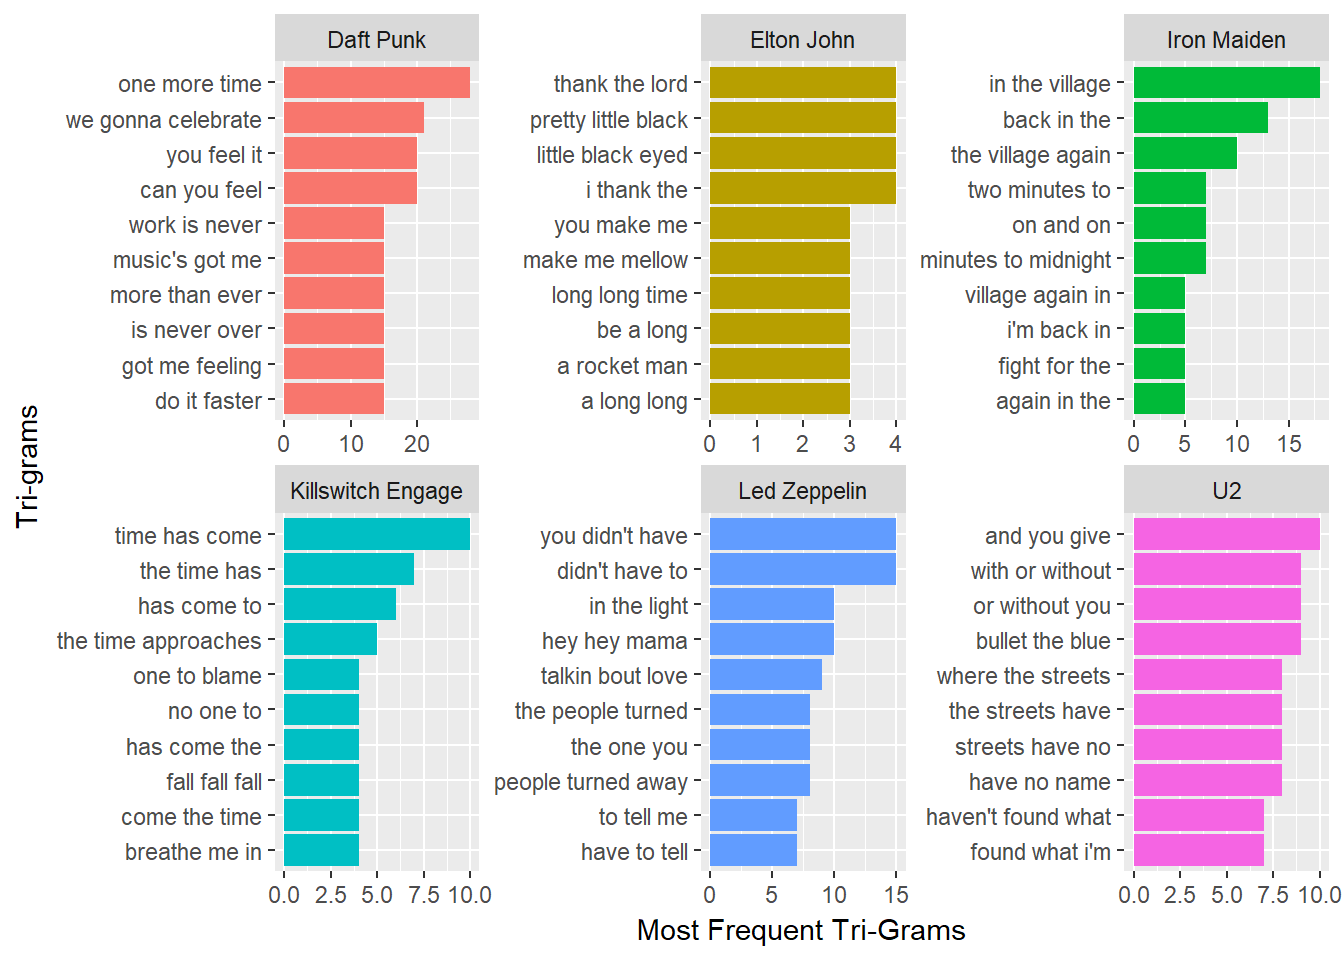 Daft Punk
one more time
we gonna celebrate
you feel it
can you feel
work is never
music's got me
more than ever
is never over
got me feeling
do it faster
0 10 20
Elton John
thank the lord
pretty little black
little black eyed
i thank the
you make me
make me mellow
long long time
be a long
a rocket man
a long long
0 1 2 3 4
Iron Maiden
in the village
back in the
the village again
two minutes to
on and on
minutes to midnight
village again in
i'm back in
fight for the
again in the
0 5 10 15
Tri-grams
Killswitch Engage
time has come
the time has
has come to
the time approaches
one to blame
no one to
has come the
fall fall fall
come the time
breathe me in
0.0 2.5 5.0 7.5 10.0
Led Zeppelin
you didn't have
didn't have to
in the light
hey hey mama
talkin bout love
the people turned
the one you
people turned away
to tell me
have to tell
0 5 10 15
U2
and you give
with or without
or without you
bullet the blue
where the streets
the streets have
streets have no
have no name
haven't found what
found what i'm
0.0 2.5 5.0 7.5 10.0
Most Frequent Tri-Grams